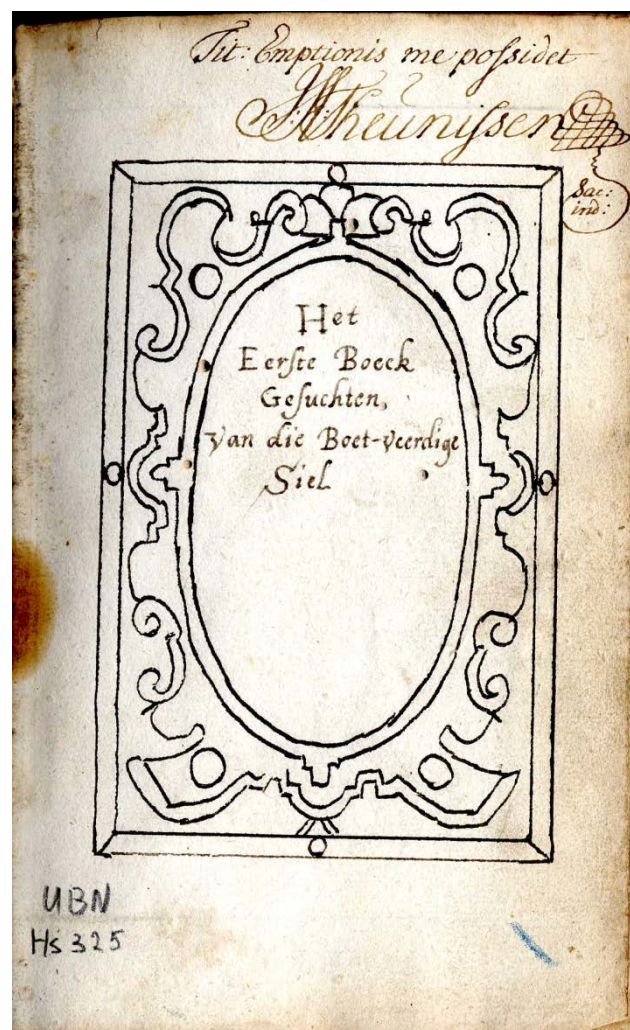 Tit: Emptionis me possidet
Theunissen
Sac:
ind:
Het
Eerste Boeck
Gesuchten,
Van die Boet-veerdige
Siel
UBN
Hs 325